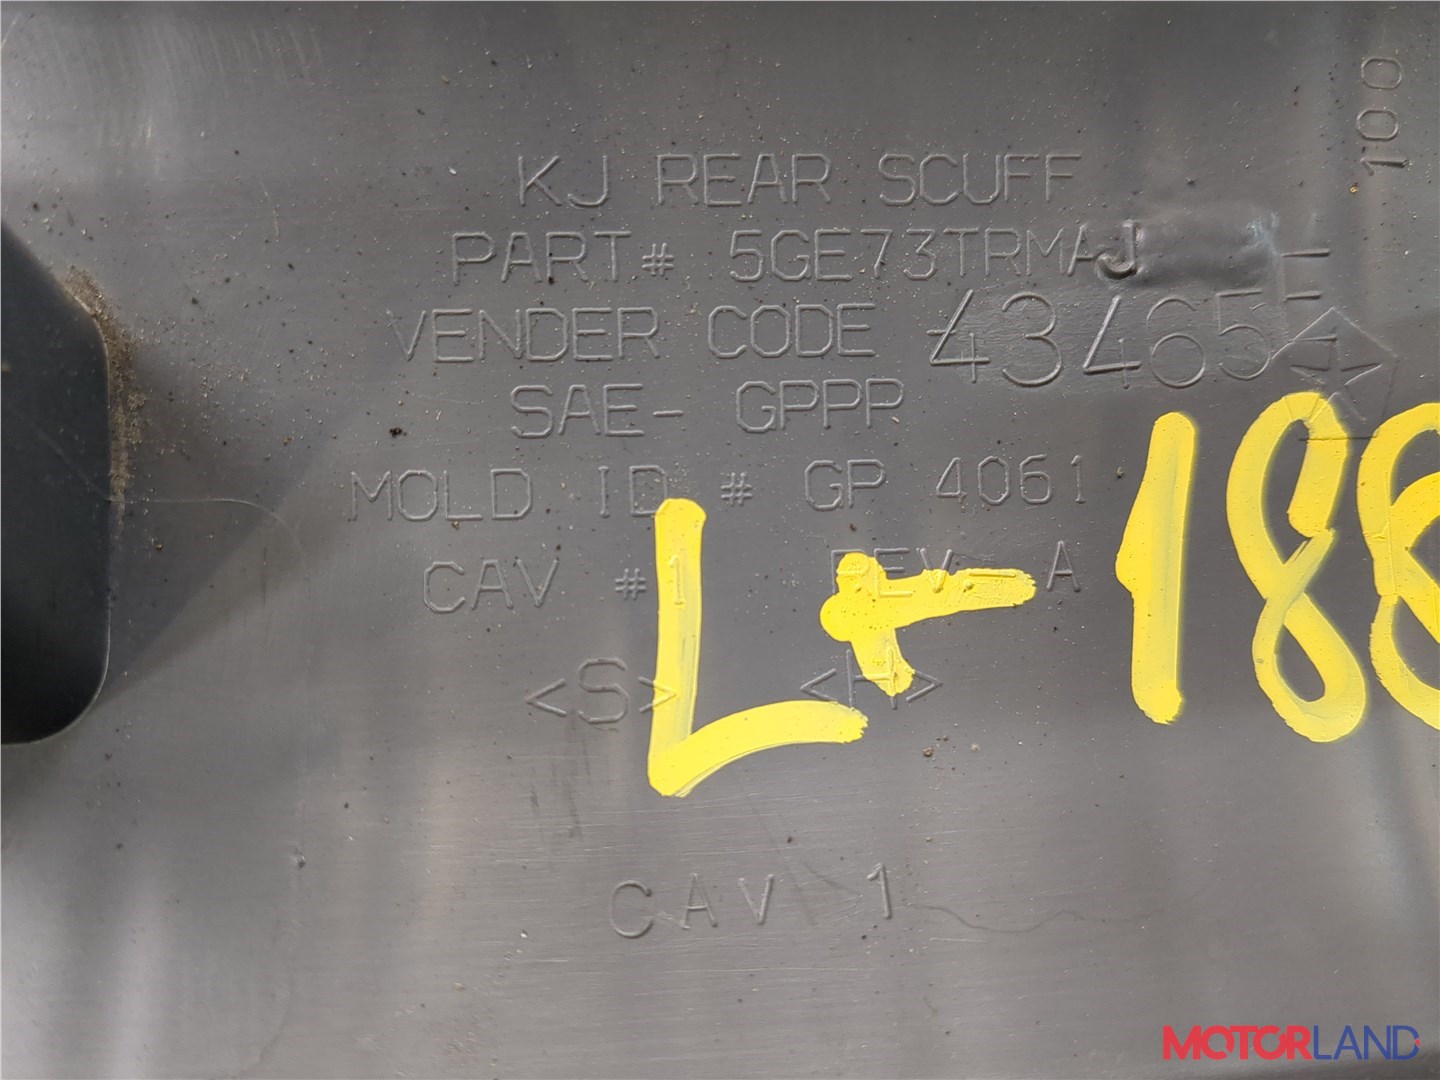 100
KJ REAR SCUFF
PART# 5GE73TRMAJ
VENDER CODE 43465
SAE- GPPP
MOLD ID # GP 4061
CAV #1 REV- A
<S> <H>
L-188
CAV 1
MOTORLAND